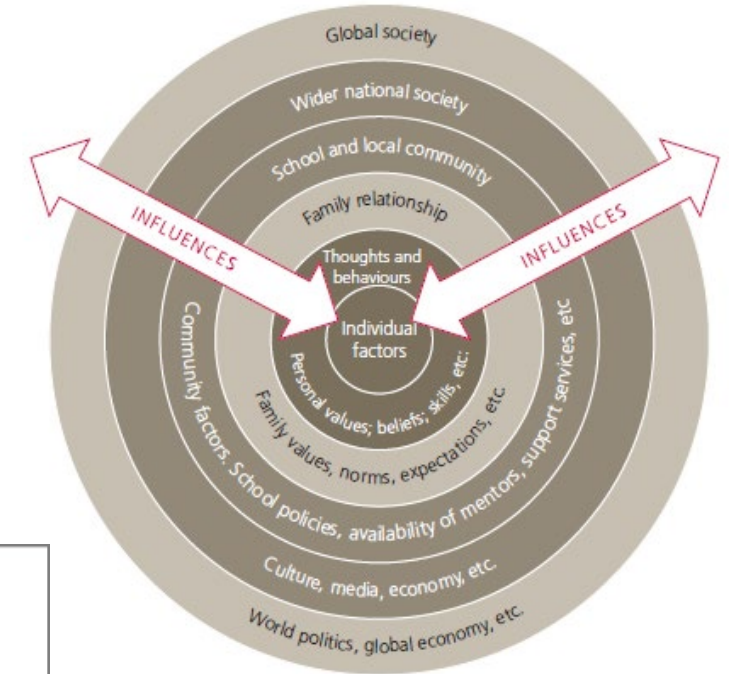 Global society
Wider national society
School and local community
Family relationship
Thoughts and
behaviours
INFLUENCES
INFLUENCES
Individual
factors
Personal values; beliefs; skills, etc.
Family values, norms, expectations, etc.
Community factors. School policies, availability of mentors, support services, etc
Culture, media, economy, etc.
World politics, global economy, etc.